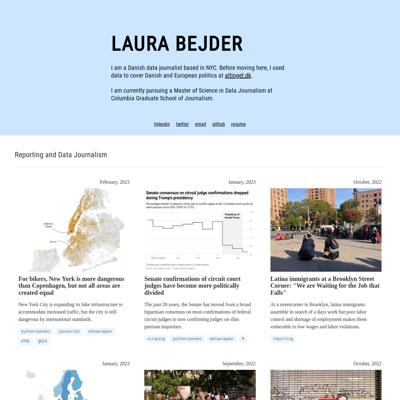 LAURA BEJDER
I am a Danish data journalist based in NYC. Before moving here, I used
data to cover Danish and European politics at altinget.dk.
I am currently pursuing a Master of Science in Data Journalism at
Columbia Graduate School of Journalism.
linkedin twitter email github resume
Reporting and Data Journalism
February, 2023
For bikers, New York is more dangerous
than Copenhagen, but not all areas are
created equal
New York City is expanding its bike infrastructure to
accommodate increased traffic, but the city is still
dangerous by international standards.
python/pandas javascript datawrapper
HTML QGIS
January, 2023
Senate consensus on circuit judge confirmations dropped
during Trump's presidency
Senate confirmations of circuit court
judges have become more politically
divided
The past 20 years, the Senate has moved from a broad
bipartisan consensus on most confirmations of federal
circuit judges to now confirming judges on slim
partisan majorities.
scraping python/pandas datawrapper R
October, 2022
Latina immigrants at a Brooklyn Street
Corner: "We are Waiting for the Job that
Falls"
At a streetcorner in Brooklyn, latina immigrants
assemble in search of a days work but poor labor
control and shortage of employment makes them
vulnerable to low wages and labor violations.
reporting
January, 2023
September, 2022
October, 2022